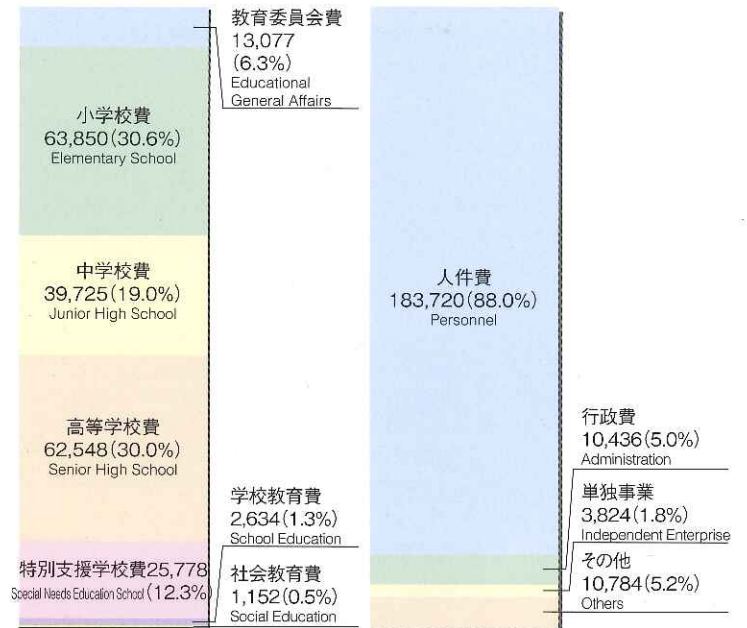 教育委員会費
13,077
(6.3%)
Educational
General Affairs
小学校費
63,850(30.6%)
Elementary School
中学校費
39,725(19.0%)
Junior High School
高等学校費
62,548(30.0%)
Senior High School
特別支援学校費25,778
Special Needs Education School(12.3%)
学校教育費
2,634(1.3%)
School Education
社会教育費
1,152(0.5%)
Social Education
人件費
183,720(88.0%)
Personnel
行政費
10,436(5.0%)
Administration
単独事業
3,824(1.8%)
Independent Enterprise
その他
10,784(5.2%)
Others